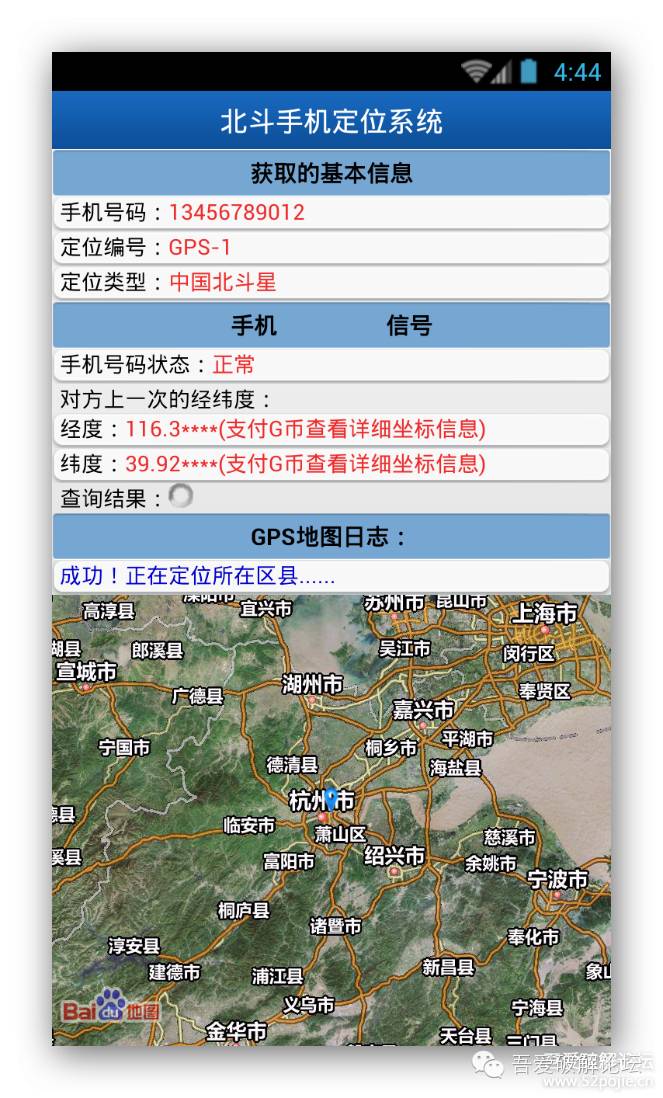 4:44
北斗手机定位系统
获取的基本信息
手机号码：13456789012
定位编号：GPS-1
定位类型：中国北斗星
手机 信号
手机号码状态：正常
对方上一次的经纬度：
经度：116.3****(支付G币查看详细坐标信息)
纬度：39.92****(支付G币查看详细坐标信息)
查询结果：
GPS地图日志：
成功！正在定位所在区县......
高淳县
溧阳市
宜兴市
苏州市
昆山市
上海市
郎溪县
吴江市
闵行区
宣城市
广德县
湖州市
奉贤区
嘉兴市
宁国市
桐乡市
平湖市
德清县
海盐县
杭州市
临安市
萧山区
慈溪市
富阳市
绍兴市
余姚市
宁波市
桐庐县
诸暨市
奉化市
淳安县
建德市
浦江县
新昌县
象山
义乌市
宁海县
金华市
天台县
三门县
Baidu地图
吾爱破解论坛
www.52pojie.cn